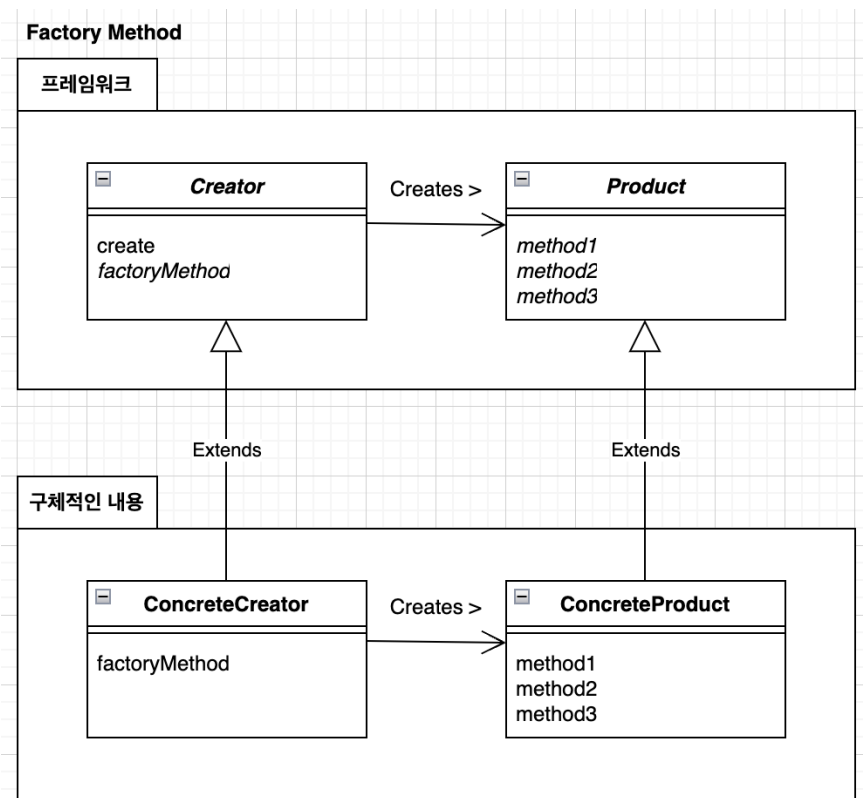 Factory Method
프레임워크
Creator
Creates >
Product
create
factoryMethod
method1
method2
method3
Extends
Extends
구체적인 내용
ConcreteCreator
Creates >
ConcreteProduct
factoryMethod
method1
method2
method3